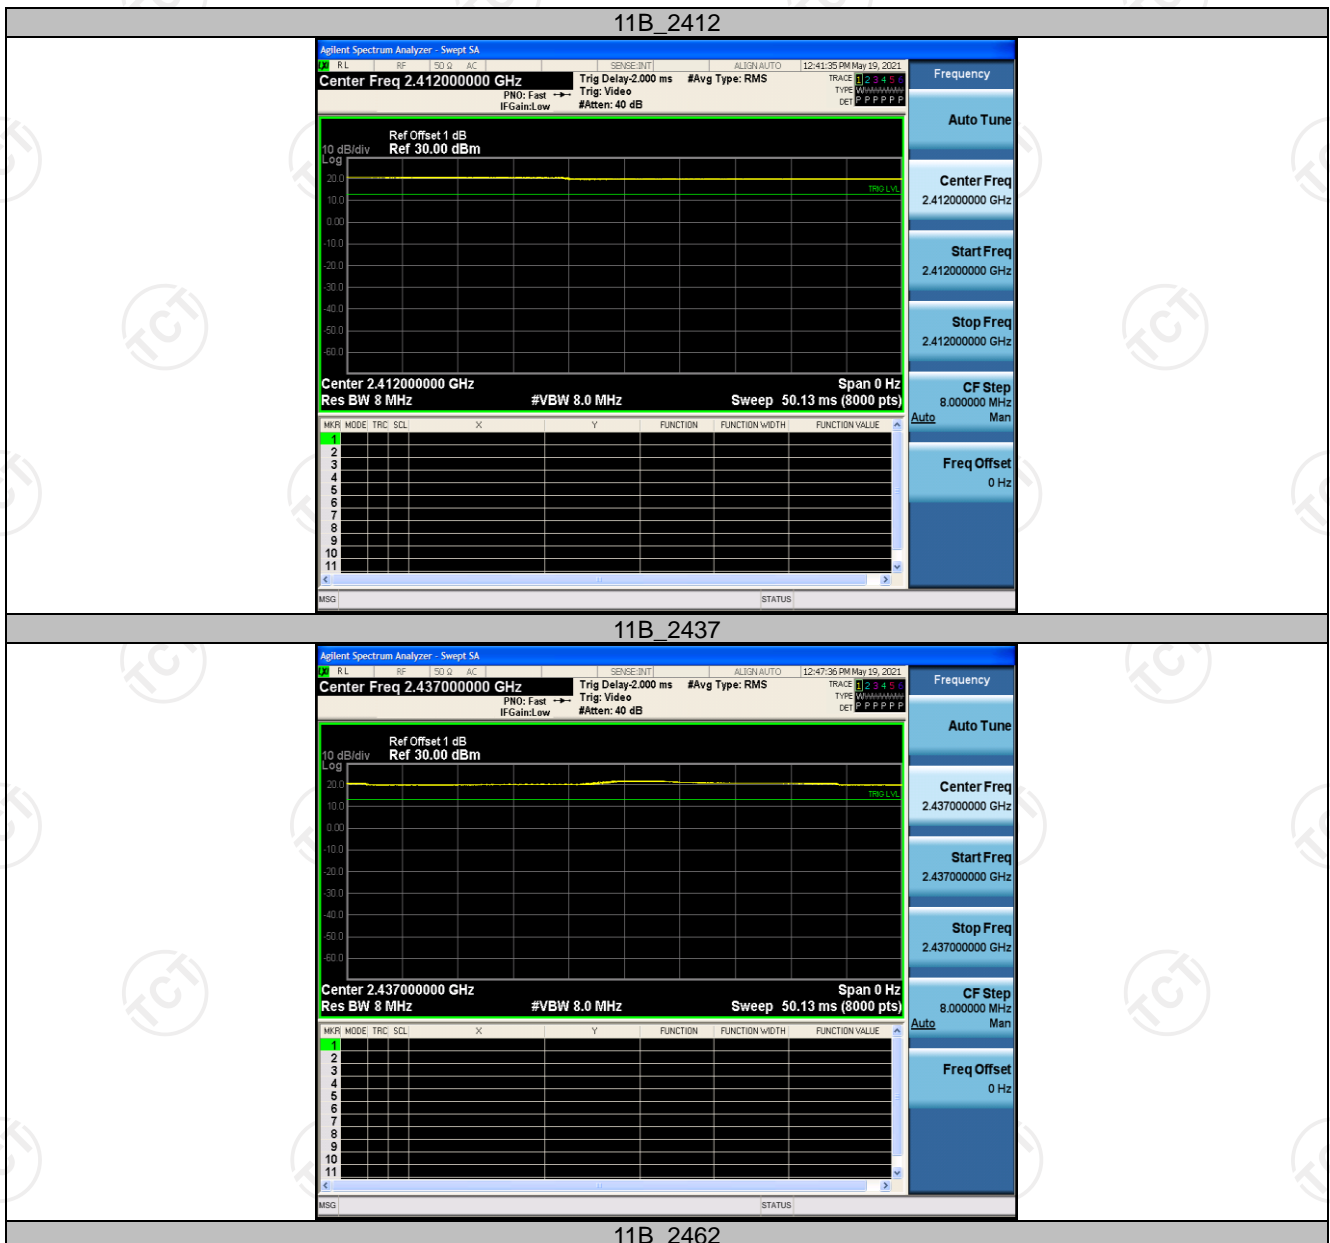 11B_2412
Agilent Spectrum Analyzer - Swept SA
LXI RL RF 50 Ω AC SENSE:INT ALIGN AUTO 12:41:35 PM May 19, 2021
Center Freq 2.412000000 GHz Trig Delay-2.000 ms #Avg Type: RMS TRACE 1 2 3 4 5 6
PNO: Fast Trig: Video TYPE W
IFGain:Low #Atten: 40 dB DET P P P P P P
Frequency
Auto Tune
Ref Offset 1 dB
10 dB/div Ref 30.00 dBm
Log
20.0
TRIG LVL
10.0
0.00
-10.0
-20.0
-30.0
-40.0
-50.0
-60.0
Center 2.412000000 GHz Span 0 Hz
Res BW 8 MHz #VBW 8.0 MHz Sweep 50.13 ms (8000 pts)
Center Freq
2.412000000 GHz
Start Freq
2.412000000 GHz
Stop Freq
2.412000000 GHz
CF Step
8.000000 MHz
Auto Man
Freq Offset
0 Hz
MKR MODE TRC SCL X Y FUNCTION FUNCTION WIDTH FUNCTION VALUE
1
2
3
4
5
6
7
8
9
10
11
MSG STATUS
11B_2437
Agilent Spectrum Analyzer - Swept SA
LXI RL RF 50 Ω AC SENSE:INT ALIGN AUTO 12:47:36 PM May 19, 2021
Center Freq 2.437000000 GHz Trig Delay-2.000 ms #Avg Type: RMS TRACE 1 2 3 4 5 6
PNO: Fast Trig: Video TYPE W
IFGain:Low #Atten: 40 dB DET P P P P P P
Frequency
Auto Tune
Ref Offset 1 dB
10 dB/div Ref 30.00 dBm
Log
20.0
TRIG LVL
10.0
0.00
-10.0
-20.0
-30.0
-40.0
-50.0
-60.0
Center 2.437000000 GHz Span 0 Hz
Res BW 8 MHz #VBW 8.0 MHz Sweep 50.13 ms (8000 pts)
Center Freq
2.437000000 GHz
Start Freq
2.437000000 GHz
Stop Freq
2.437000000 GHz
CF Step
8.000000 MHz
Auto Man
Freq Offset
0 Hz
MKR MODE TRC SCL X Y FUNCTION FUNCTION WIDTH FUNCTION VALUE
1
2
3
4
5
6
7
8
9
10
11
MSG STATUS
11B_2462
TCT
TCT
TCT
TCT
TCT